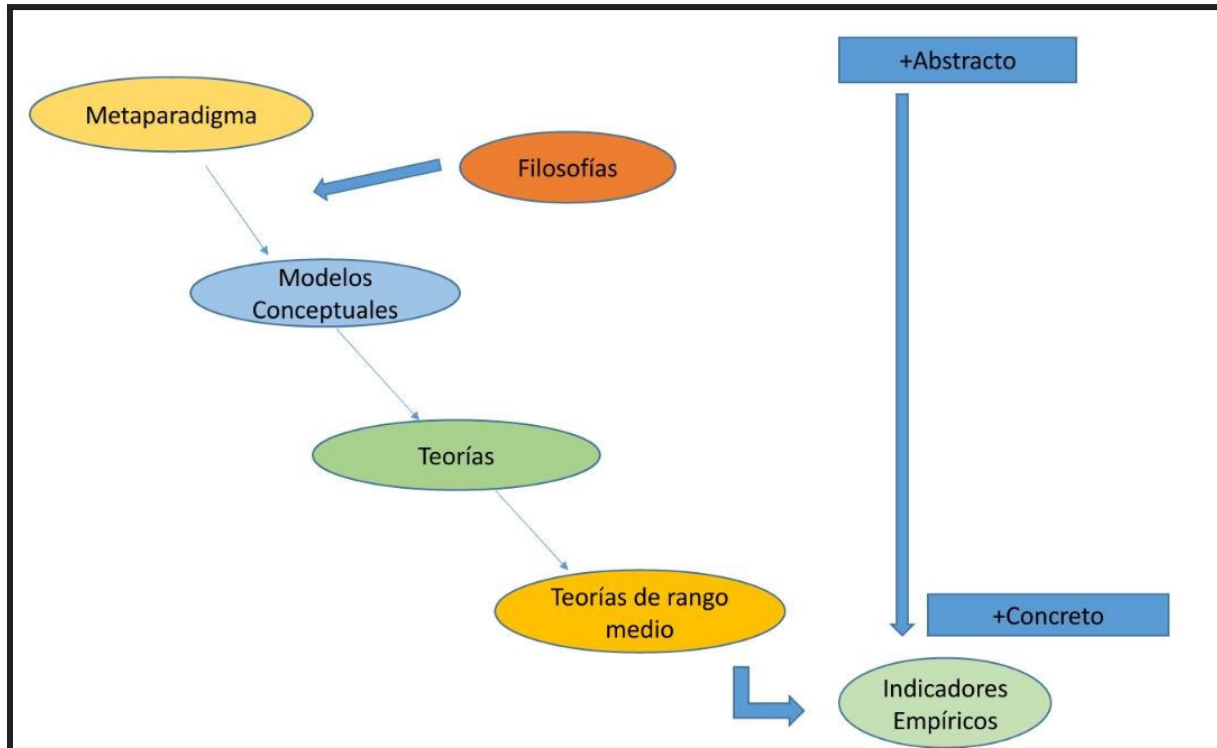 +Abstracto
Metaparadigma
Filosofías
Modelos
Conceptuales
Teorías
Teorías de rango
medio
+Concreto
Indicadores
Empíricos